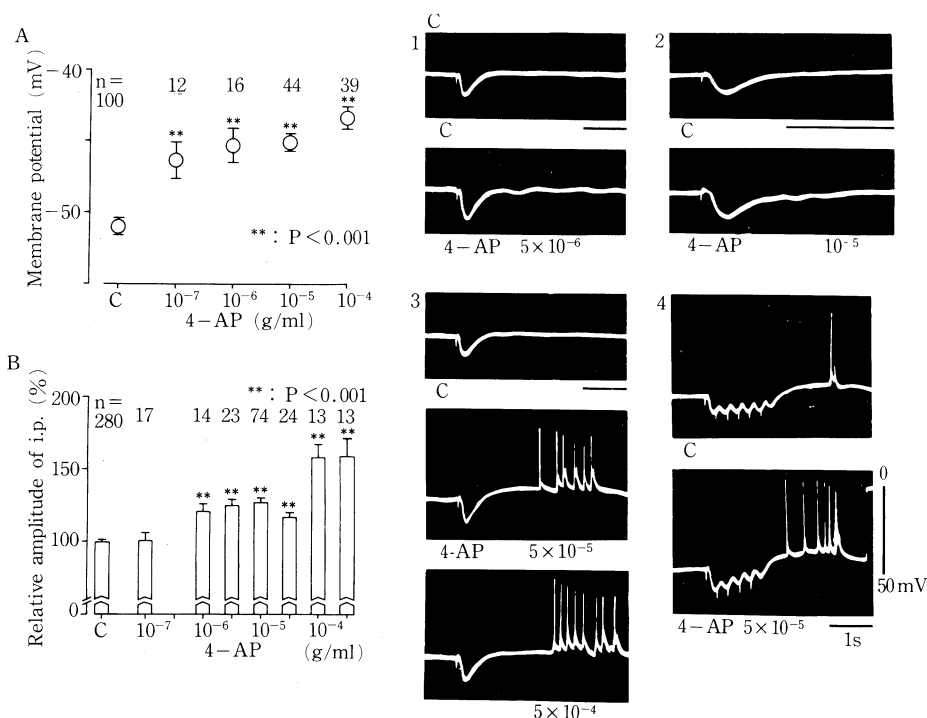 A
Membrane potential (mV)
−40
−50
n=
100
12 16 44 39
** ** ** **
** : P<0.001
C 10⁻⁷ 10⁻⁶ 10⁻⁵ 10⁻⁴
4−AP (g/ml)
B
Relative amplitude of i.p. (%)
200
150
100
0
** : P<0.001
n=
280 17 14 23 74 24 13 13
** ** ** ** ** **
C 10⁻⁷ 10⁻⁶ 10⁻⁵ 10⁻⁴
4−AP (g/ml)
C
1
C
4−AP 5×10⁻⁶
2
C
4−AP 10⁻⁵
3
C
4-AP 5×10⁻⁵
5×10⁻⁴
4
C
0
50mV
4−AP 5×10⁻⁵
1s